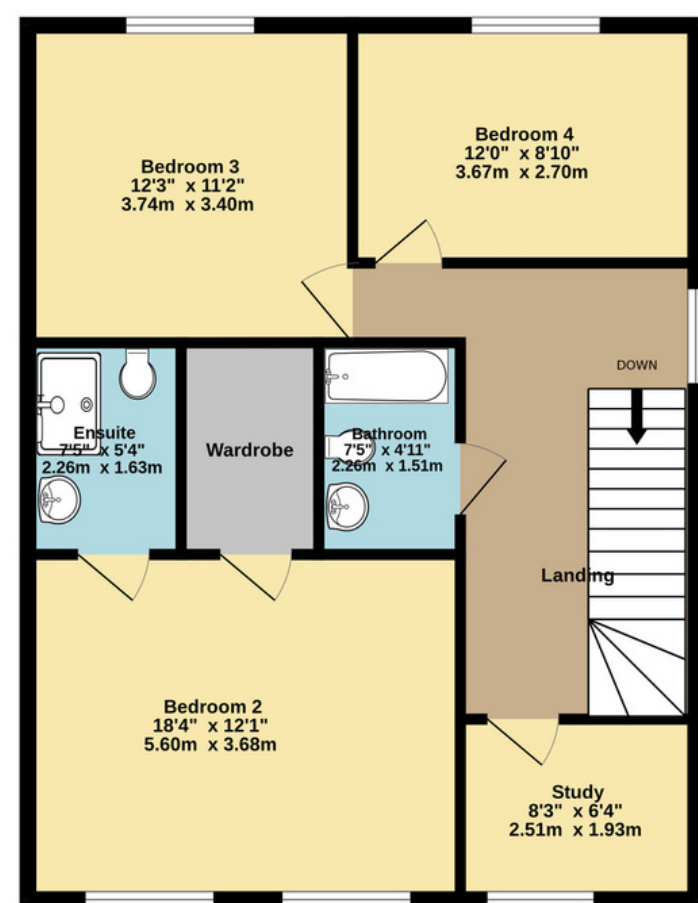 Bedroom 3
12'3" x 11'2"
3.74m x 3.40m
Bedroom 4
12'0" x 8'10"
3.67m x 2.70m
DOWN
Ensuite
7'5" x 5'4"
2.26m x 1.63m
Wardrobe
Bathroom
7'5" x 4'11"
2.26m x 1.51m
Landing
Bedroom 2
18'4" x 12'1"
5.60m x 3.68m
Study
8'3" x 6'4"
2.51m x 1.93m